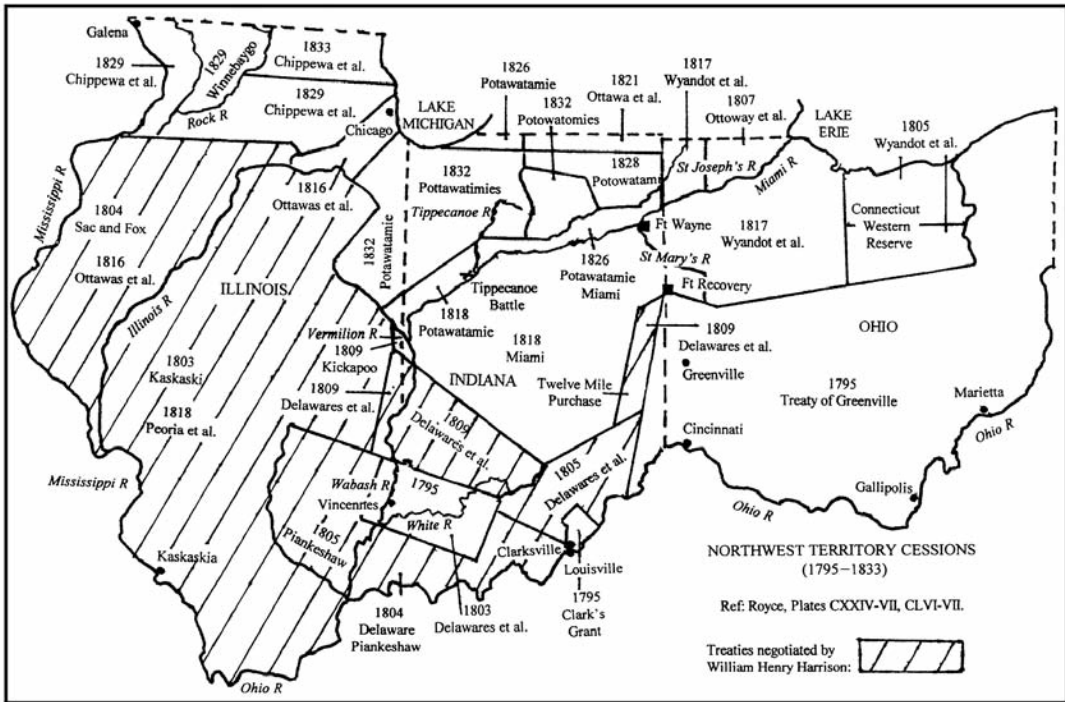 Galena
1829
Chippewa et al.
1829
Winnebaygo
1833
Chippewa et al.
1829
Chippewa et al.
Rock R
Chicago
LAKE
MICHIGAN
1826
Potawatamie
1832
Potowatomies
1821
Ottawa et al.
1817
Wyandot et al.
1807
Ottoway et al.
LAKE
ERIE
1805
Wyandot et al.
Mississippi R
1804
Sac and Fox
1816
Ottawas et al.
1816
Ottawas et al.
1832
Pottawatimies
Tippecanoe R
1828
Potowatami
St Joseph's R
Miami R
Connecticut
Western
Reserve
1832
Potawatamie
Ft Wayne
1817
Wyandot et al.
St Mary's R
1826
Potawatamie
Miami
Tippecanoe
Battle
Ft Recovery
ILLINOIS
Illinois R
1818
Potawatamie
Vermilion R
1809
Kickapoo
1818
Miami
1809
Delawares et al.
OHIO
1803
Kaskaski
1818
Peoria et al.
1809
Delawares et al.
INDIANA
Twelve Mile
Purchase
Greenville
1795
Treaty of Greenville
Marietta
Ohio R
1809
Delawares et al.
Cincinnati
Mississippi R
Wabash R
1795
1805
Delawares et al.
Vincennes
White R
Gallipolis
Ohio R
1805
Piankeshaw
Kaskaskia
Clarksville
Louisville
1804
Delaware
Piankeshaw
1803
Delawares et al.
1795
Clark's
Grant
Ohio R
NORTHWEST TERRITORY CESSIONS
(1795–1833)
Ref: Royce, Plates CXXIV-VII, CLVI-VII.
Treaties negotiated by
William Henry Harrison: